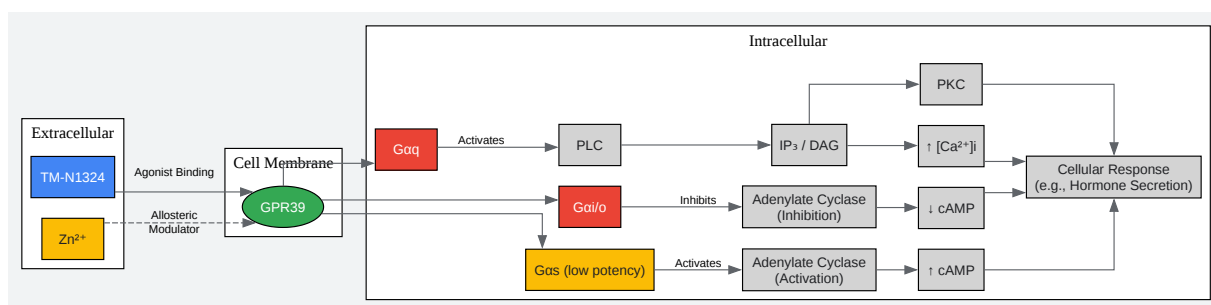 Intracellular
Extracellular
TM-N1324
Zn²⁺
Agonist Binding
Allosteric
Modulator
Cell Membrane
GPR39
Gαq
Activates
PLC
IP₃ / DAG
PKC
↑ [Ca²⁺]i
Gαi/o
Inhibits
Adenylate Cyclase
(Inhibition)
↓ cAMP
Gαs (low potency)
Activates
Adenylate Cyclase
(Activation)
↑ cAMP
Cellular Response
(e.g., Hormone Secretion)